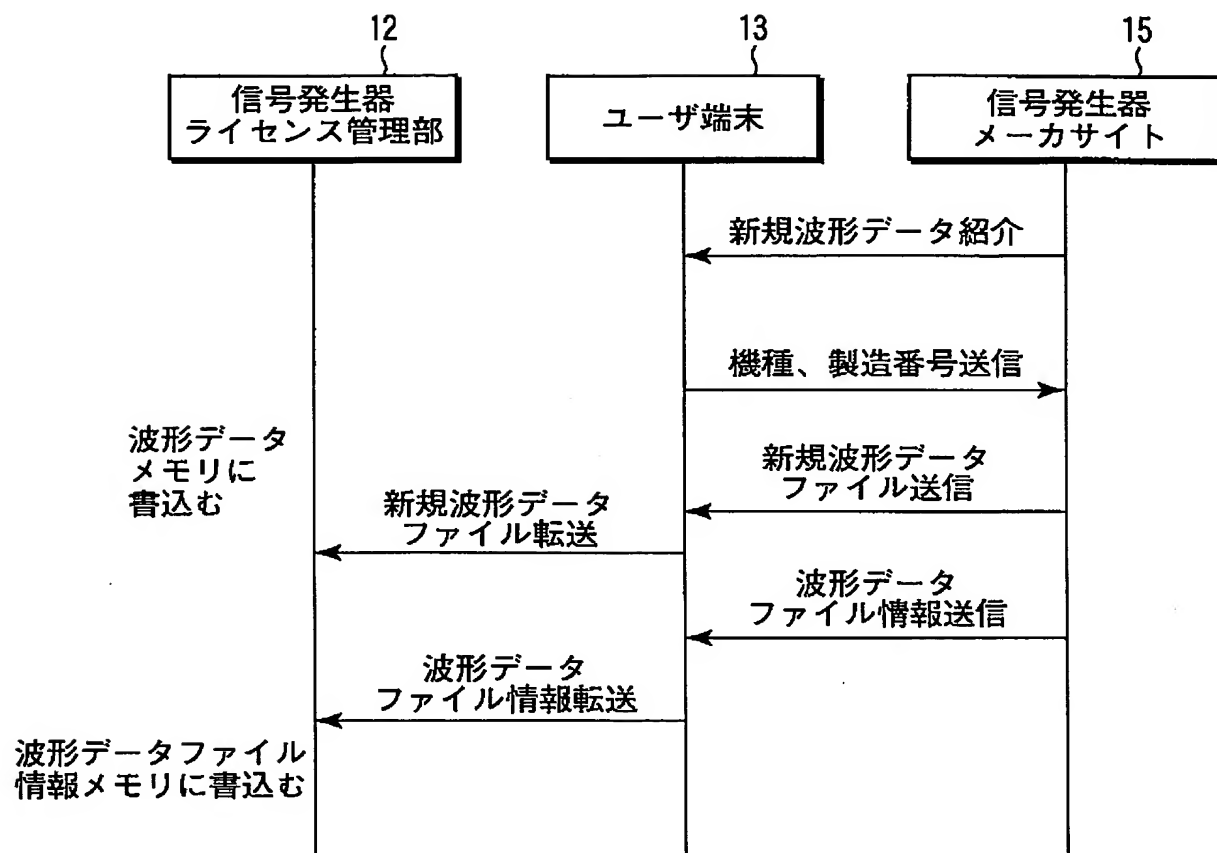 12
13
15
信号発生器
ライセンス管理部
ユーザ端末
信号発生器
メーカサイト
新規波形データ紹介
機種、製造番号送信
波形データ
メモリに
書込む
新規波形データ
ファイル送信
新規波形データ
ファイル転送
波形データ
ファイル情報送信
波形データ
ファイル情報転送
波形データファイル
情報メモリに書込む